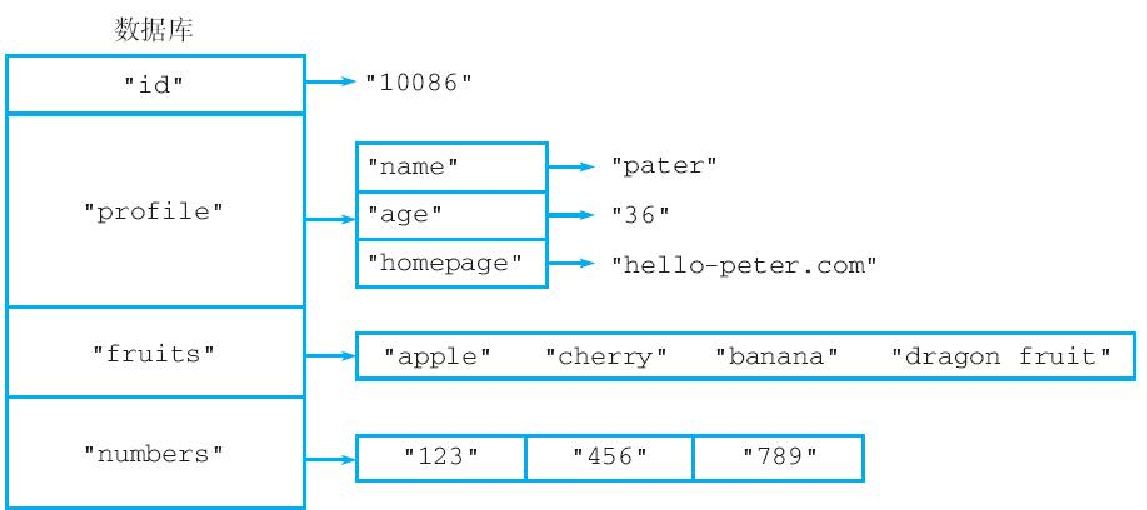 数据库
"id"
"10086"
"profile"
"name"
"pater"
"age"
"36"
"homepage"
"hello-peter.com"
"fruits"
"apple" "cherry" "banana" "dragon fruit"
"numbers"
"123" "456" "789"